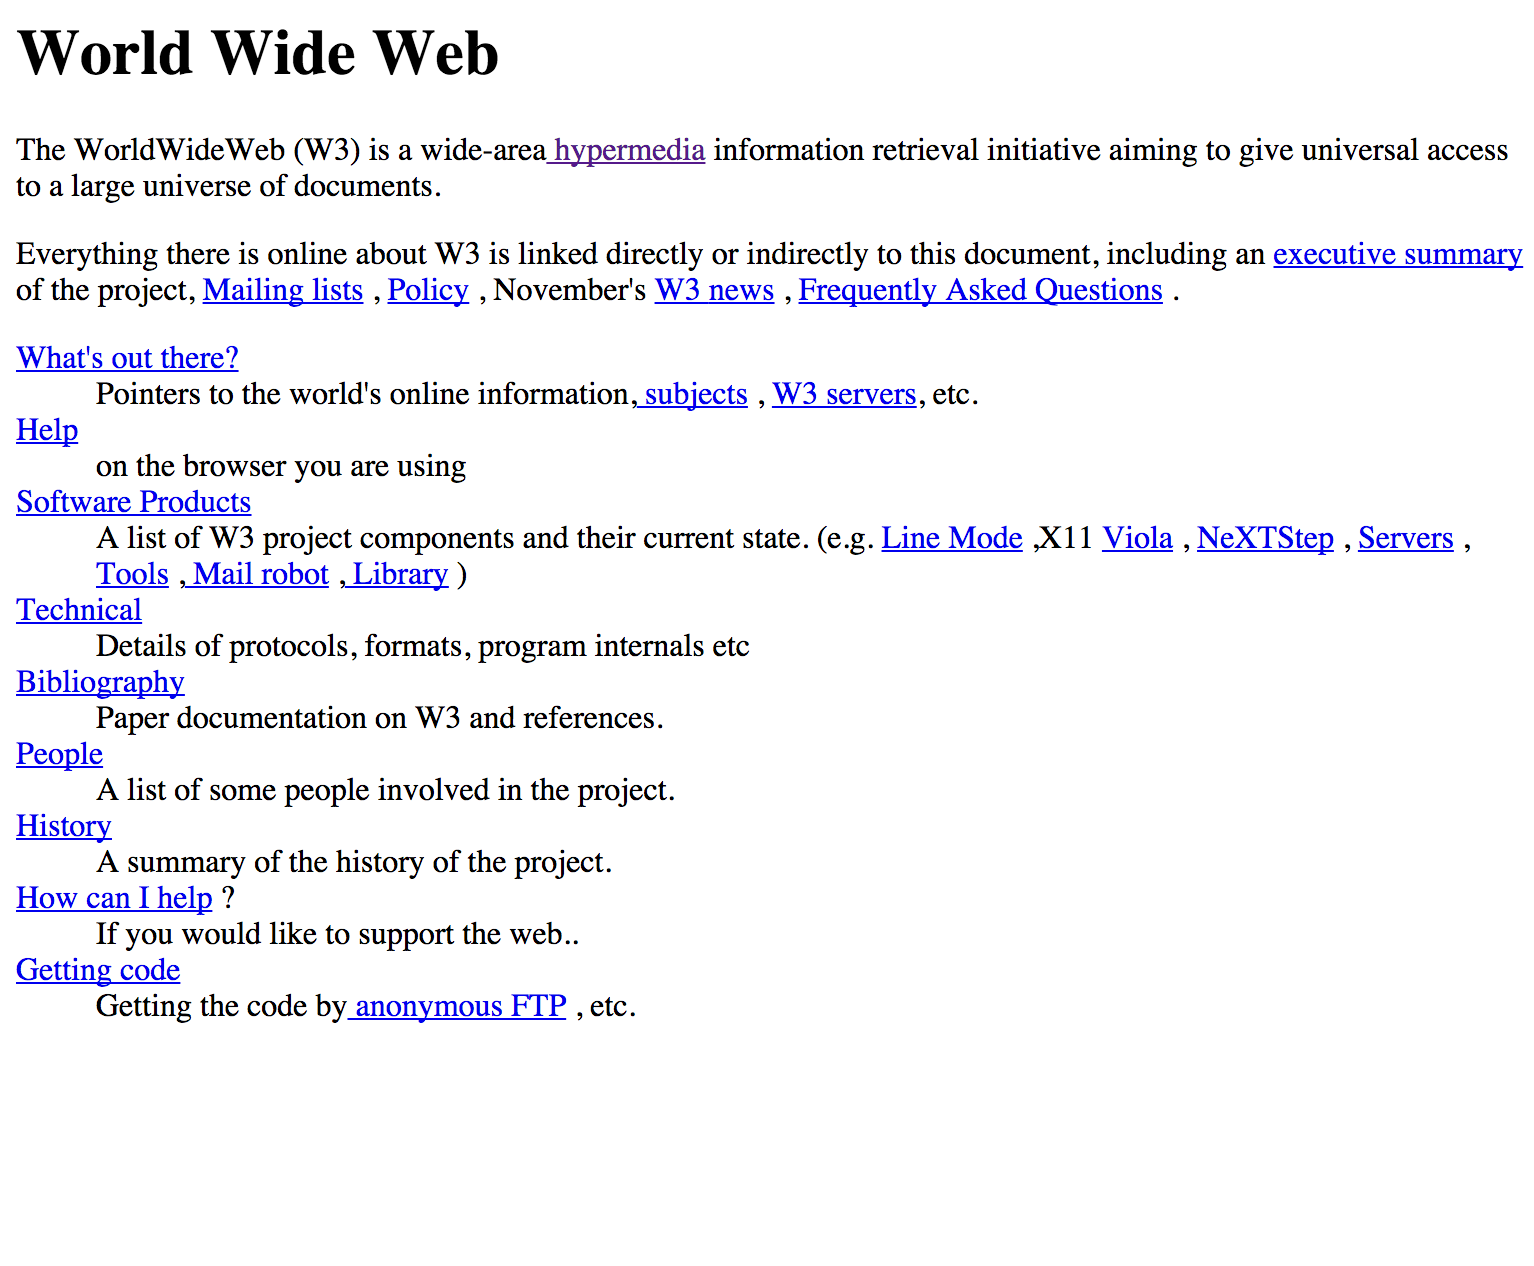 World Wide Web
The WorldWideWeb (W3) is a wide-area hypermedia information retrieval initiative aiming to give universal access
to a large universe of documents.
Everything there is online about W3 is linked directly or indirectly to this document, including an executive summary
of the project, Mailing lists , Policy , November's W3 news , Frequently Asked Questions .
What's out there?
Pointers to the world's online information, subjects , W3 servers, etc.
Help
on the browser you are using
Software Products
A list of W3 project components and their current state. (e.g. Line Mode ,X11 Viola , NeXTStep , Servers ,
Tools , Mail robot , Library )
Technical
Details of protocols, formats, program internals etc
Bibliography
Paper documentation on W3 and references.
People
A list of some people involved in the project.
History
A summary of the history of the project.
How can I help ?
If you would like to support the web..
Getting code
Getting the code by anonymous FTP , etc.